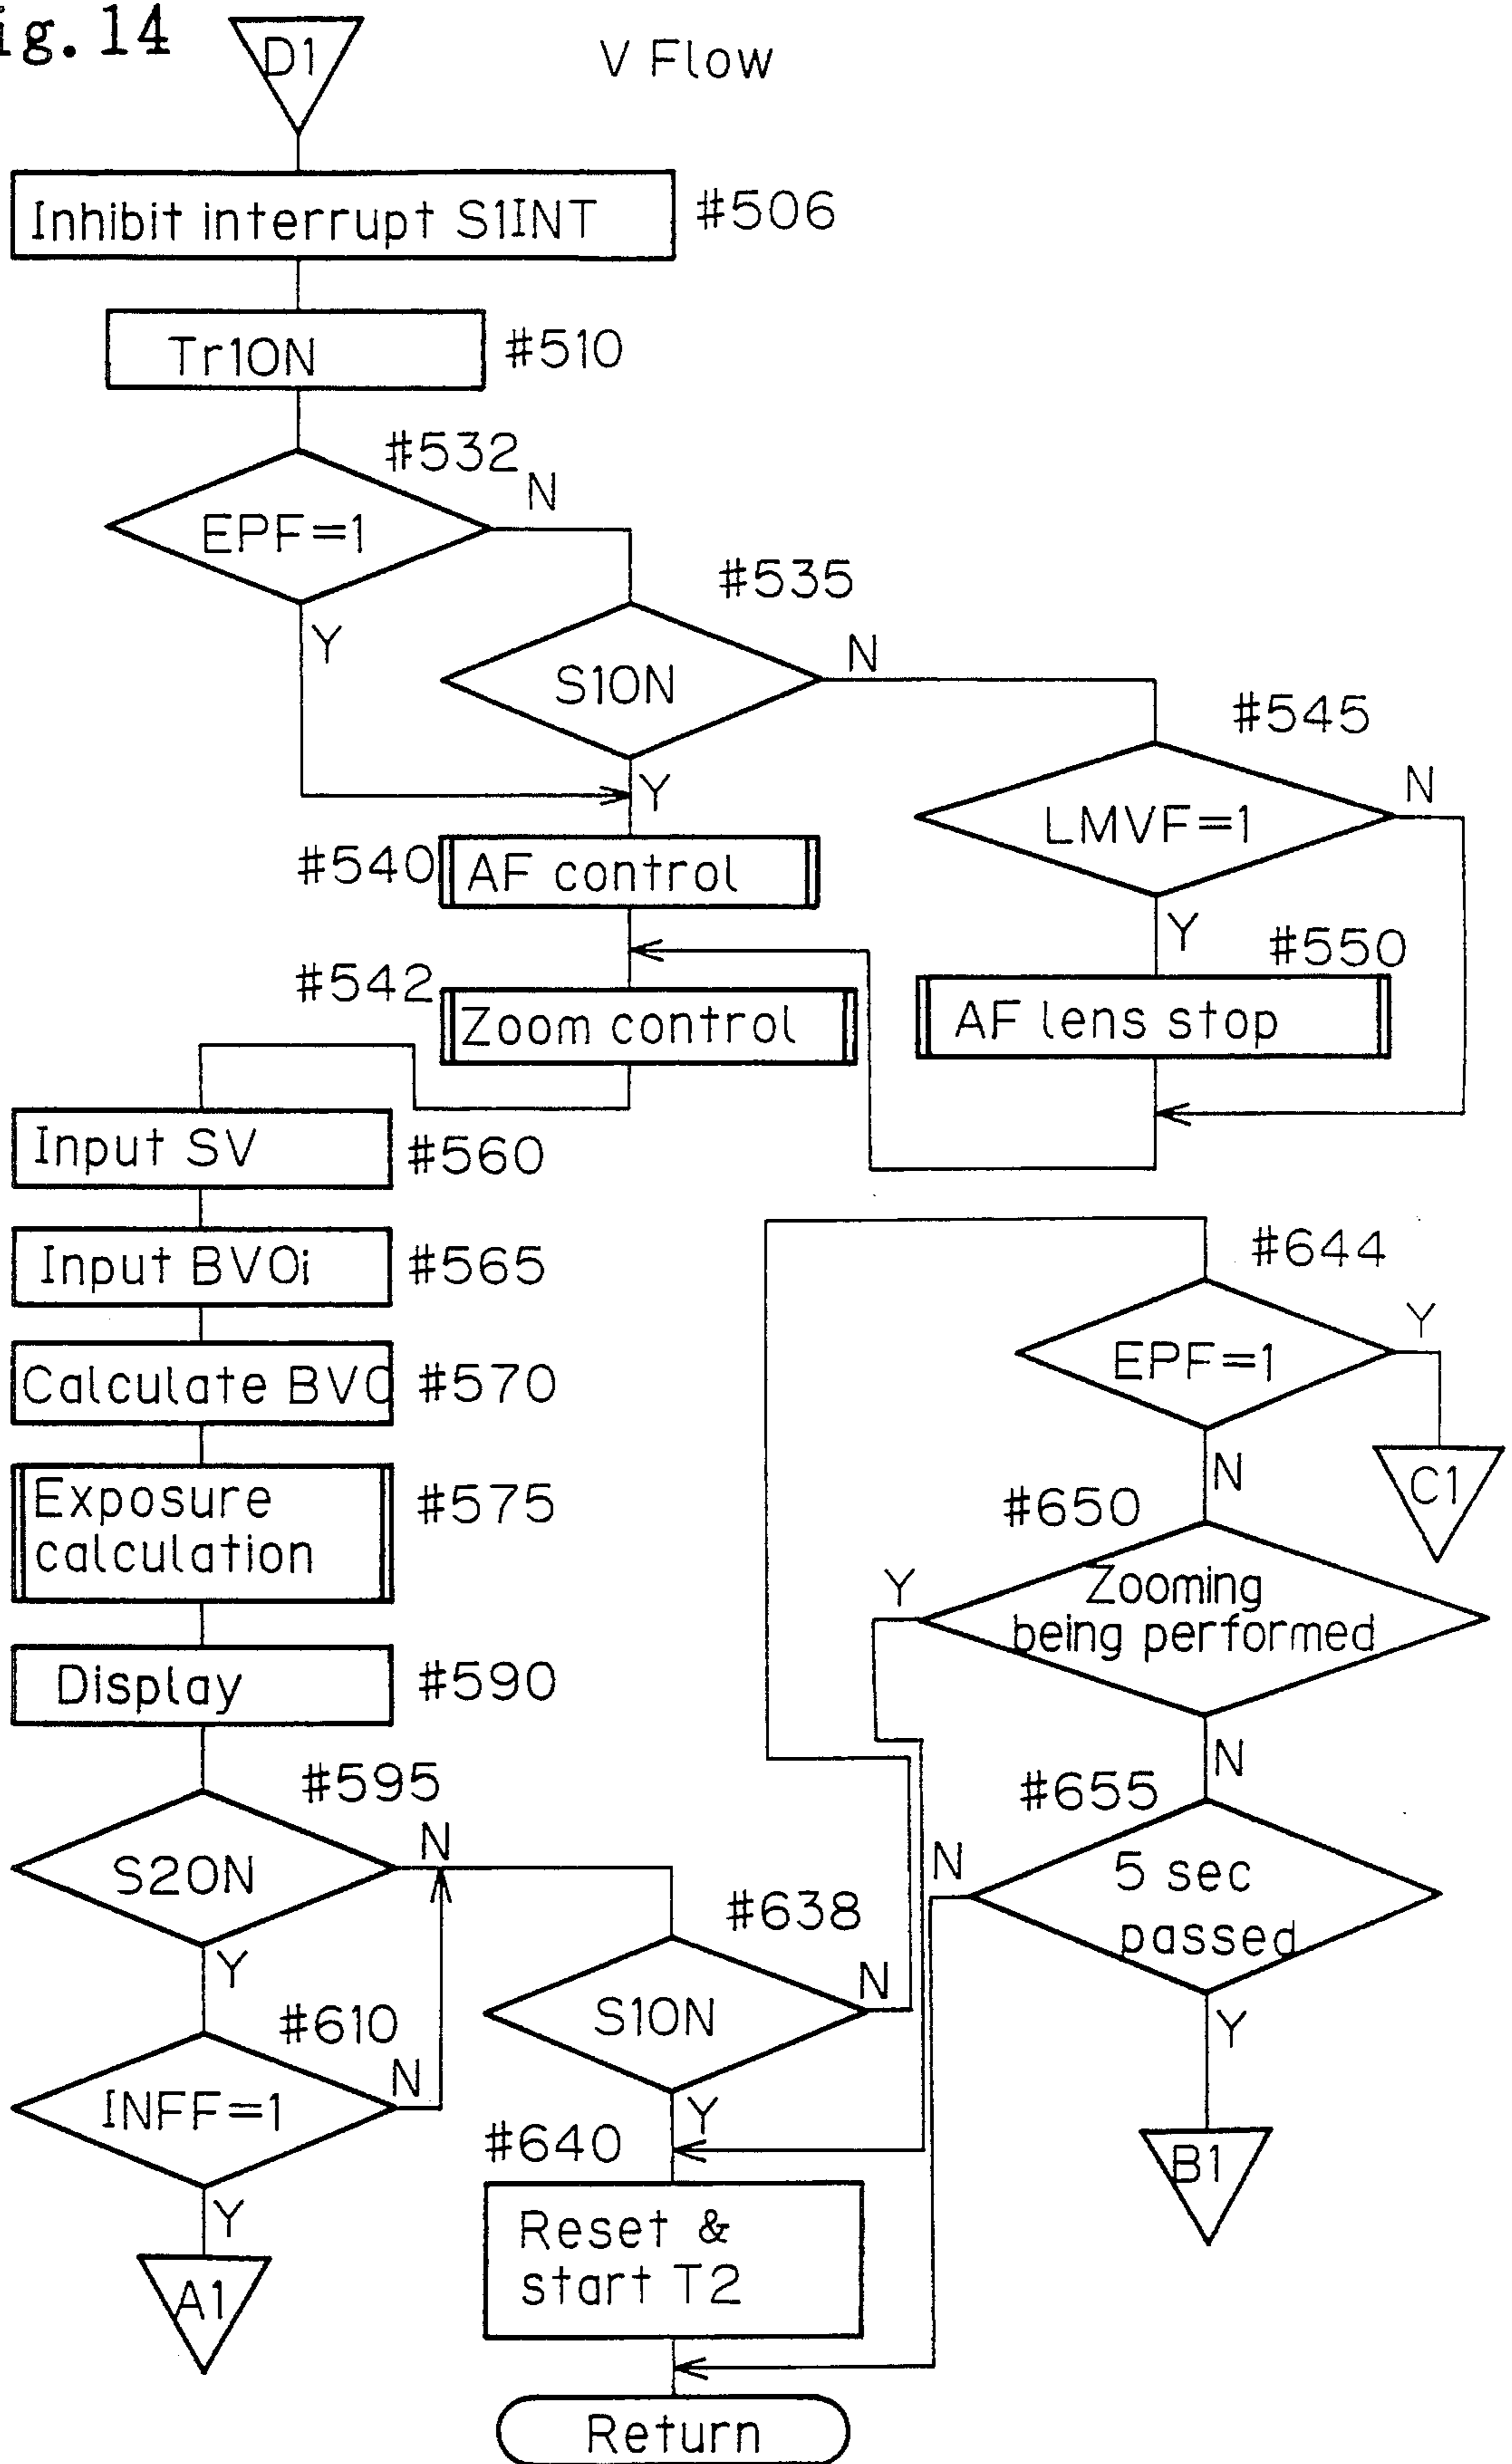 ig. 14
D1
V Flow
Inhibit interrupt S1INT
#506
Tr1ON
#510
#532
EPF=1
N
Y
#535
S1ON
N
Y
#545
LMVF=1
N
Y
#540
AF control
#550
AF lens stop
#542
Zoom control
Input SV
#560
Input BVOi
#565
Calculate BVO
#570
Exposure
calculation
#575
Display
#590
#595
S2ON
N
Y
#610
INFF=1
N
Y
A1
#638
S1ON
N
Y
#640
Reset &
start T2
Return
#644
EPF=1
Y
C1
N
#650
Zooming
being performed
Y
N
#655
5 sec
passed
N
Y
B1